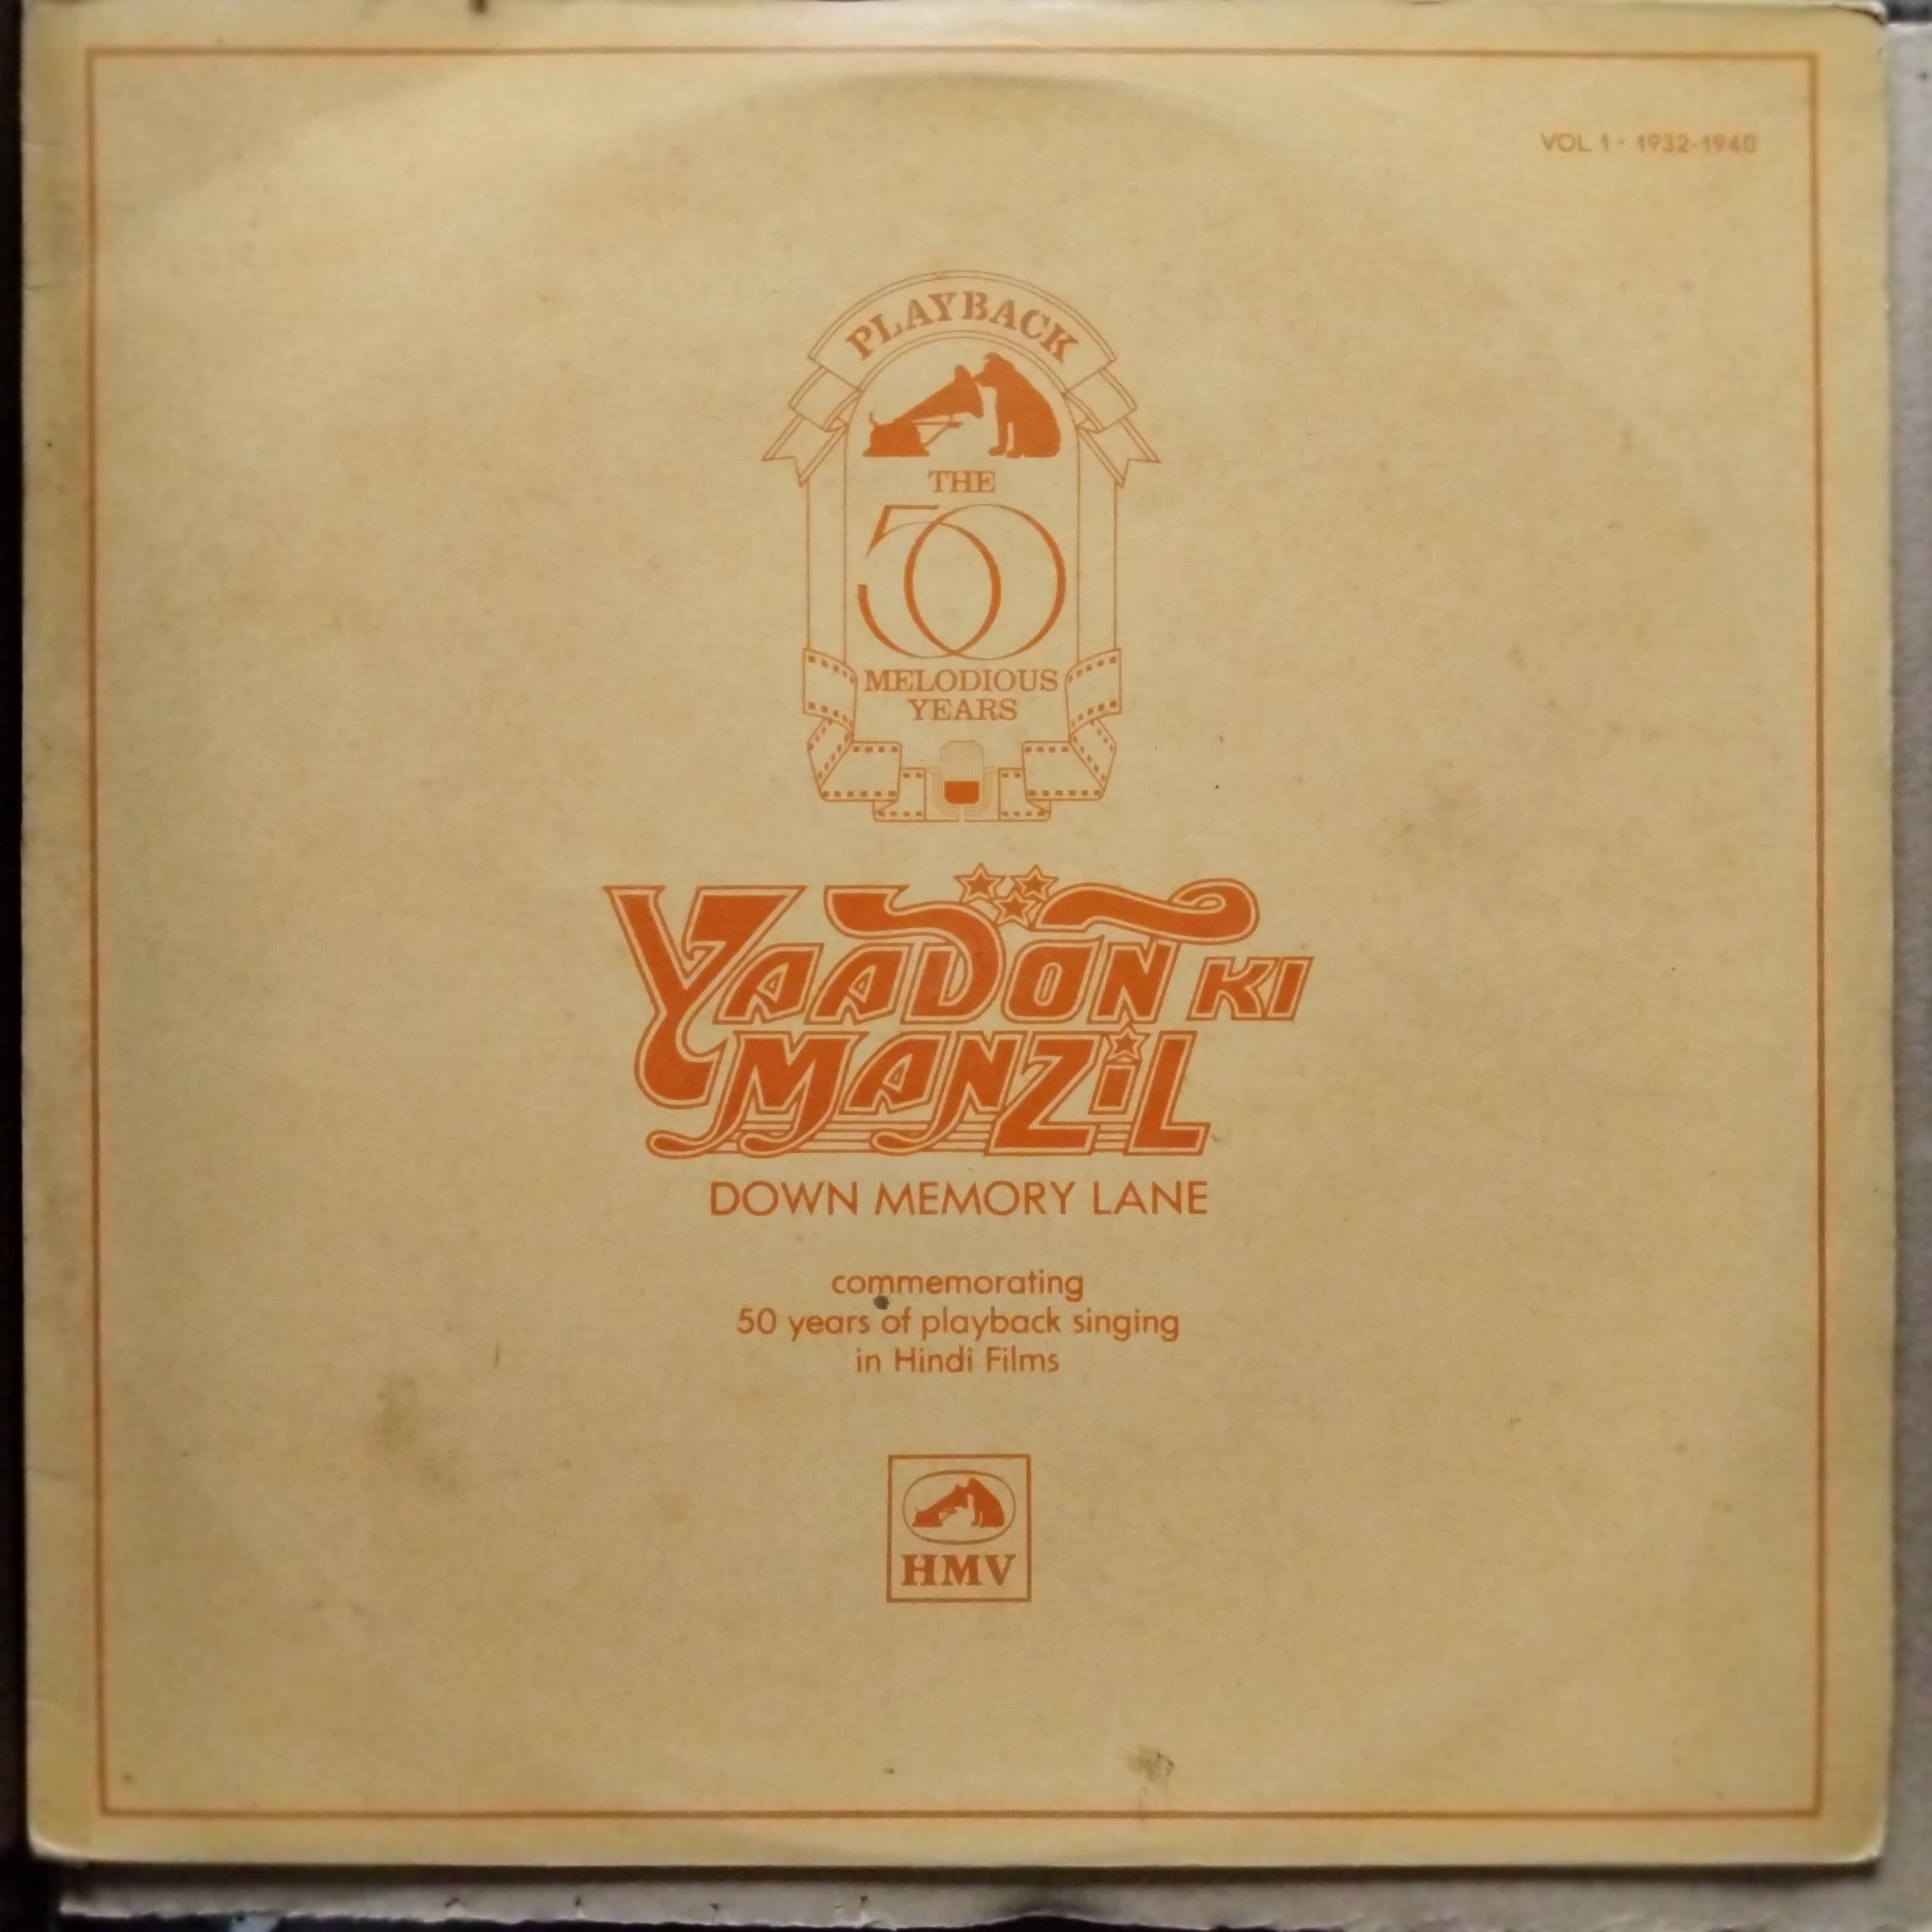 VOL 1 · 1932-1940
PLAYBACK
THE
50
MELODIOUS
YEARS
YAADON KI
MANZiL
DOWN MEMORY LANE
commemorating
50 years of playback singing
in Hindi Films
HMV